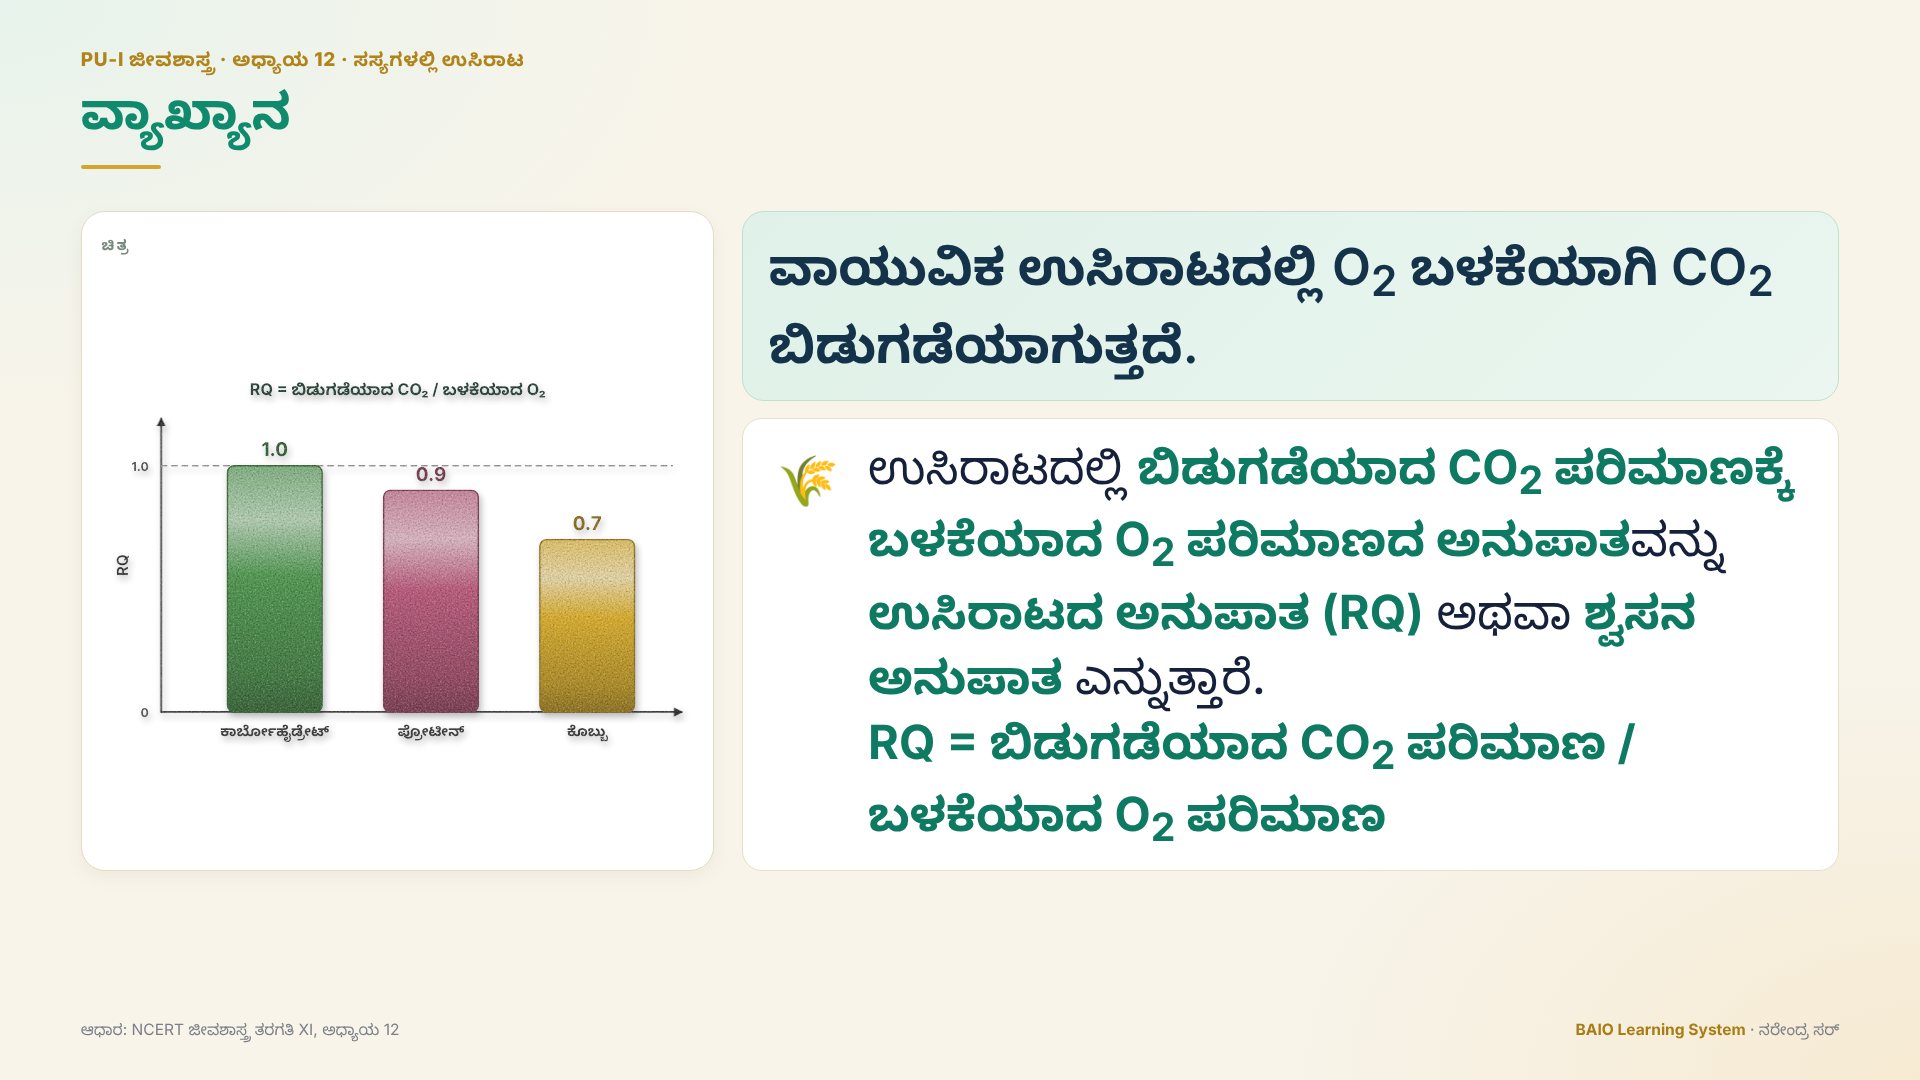 PU-I ಜೀವಶಾಸ್ತ್ರ · ಅಧ್ಯಾಯ 12 · ಸಸ್ಯಗಳಲ್ಲಿ ಉಸಿರಾಟ
ವ್ಯಾಖ್ಯಾನ
ಚಿತ್ರ
RQ = ಬಿಡುಗಡೆಯಾದ CO₂ / ಬಳಕೆಯಾದ O₂
1.0
1.0
0.9
0.7
RQ
0
ಕಾರ್ಬೋಹೈಡ್ರೇಟ್
ಪ್ರೋಟೀನ್
ಕೊಬ್ಬು
ವಾಯುವಿಕ ಉಸಿರಾಟದಲ್ಲಿ O₂ ಬಳಕೆಯಾಗಿ CO₂
ಬಿಡುಗಡೆಯಾಗುತ್ತದೆ.
ಉಸಿರಾಟದಲ್ಲಿ ಬಿಡುಗಡೆಯಾದ CO₂ ಪರಿಮಾಣಕ್ಕೆ
ಬಳಕೆಯಾದ O₂ ಪರಿಮಾಣದ ಅನುಪಾತವನ್ನು
ಉಸಿರಾಟದ ಅನುಪಾತ (RQ) ಅಥವಾ ಶ್ವಸನ
ಅನುಪಾತ ಎನ್ನುತ್ತಾರೆ.
RQ = ಬಿಡುಗಡೆಯಾದ CO₂ ಪರಿಮಾಣ /
ಬಳಕೆಯಾದ O₂ ಪರಿಮಾಣ
ಆಧಾರ: NCERT ಜೀವಶಾಸ್ತ್ರ ತರಗತಿ XI, ಅಧ್ಯಾಯ 12
BAIO Learning System · ನರೇಂದ್ರ ಸರ್